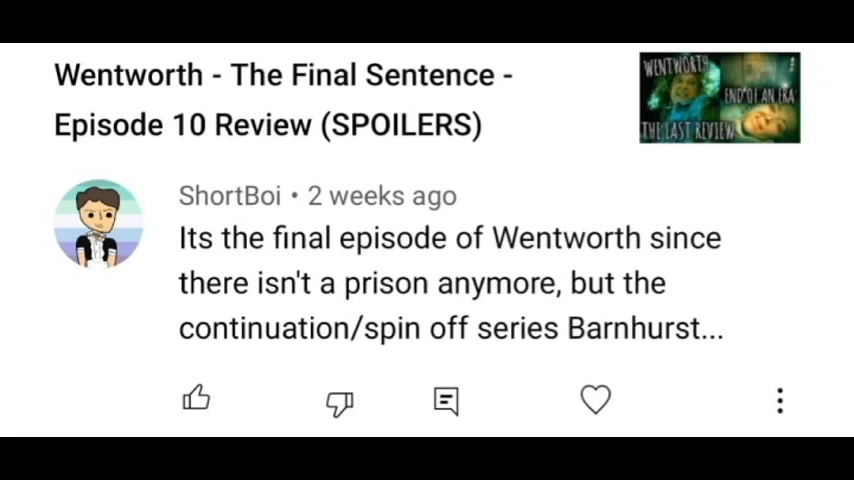 Wentworth - The Final Sentence -
Episode 10 Review (SPOILERS)
WENTWORTH
END OF AN ERA
THE LAST REVIEW
ShortBoi • 2 weeks ago
Its the final episode of Wentworth since
there isn't a prison anymore, but the
continuation/spin off series Barnhurst...